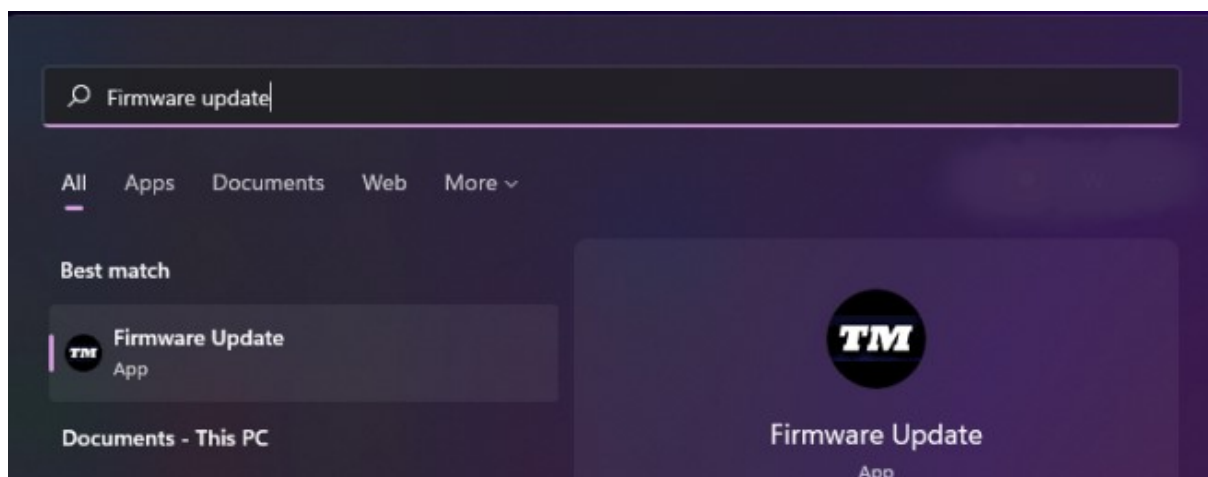 Firmware update
All Apps Documents Web More
Best match
TM Firmware Update
App
Documents - This PC
TM
Firmware Update
App